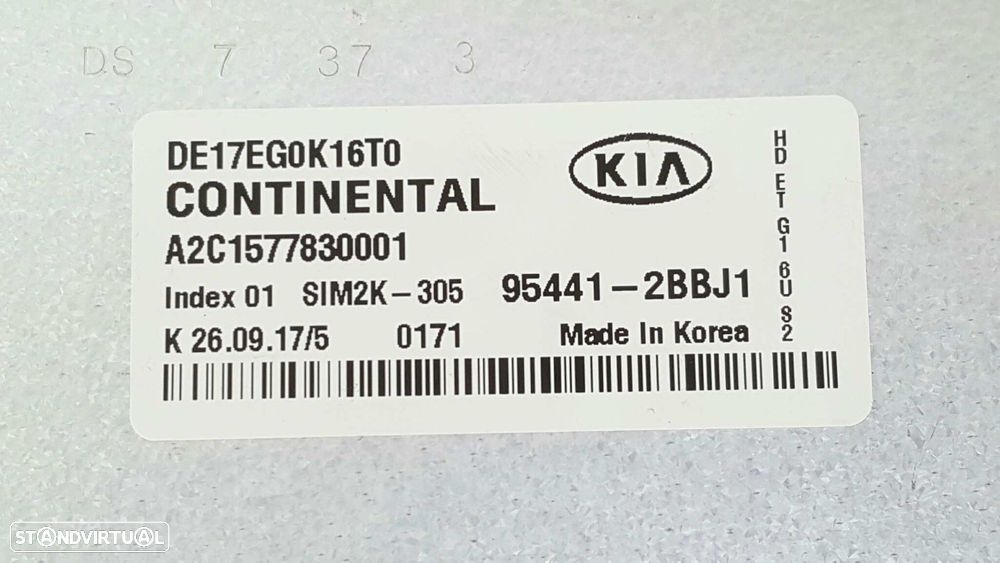 DS 7 37 3
DE17EG0K16T0
KIA
CONTINENTAL
A2C1577830001
Index 01 SIM2K-305 95441-2BBJ1
K 26.09.17/5 0171 Made In Korea
HD ET G1 6U S2
STANDVIRTUAL